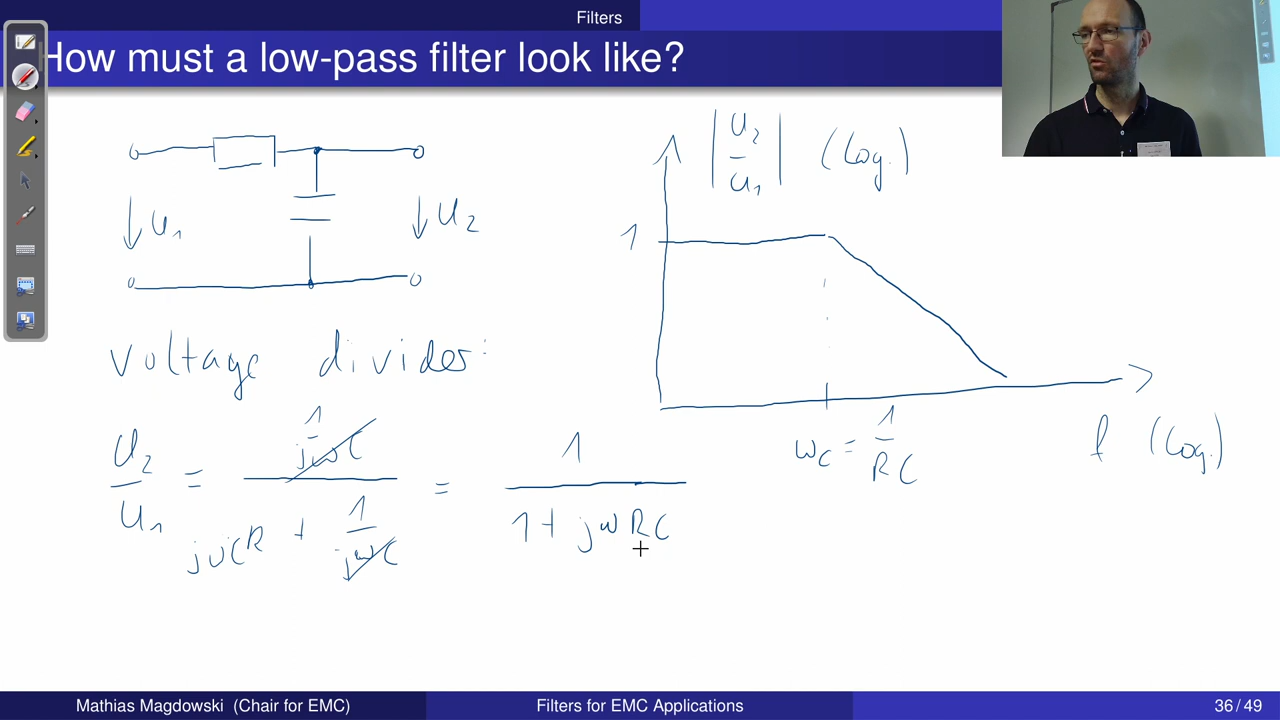 Filters
How must a low-pass filter look like?
u₁
u₂
|u₂/u₁| (log.)
1
ω_C = 1/RC
f (log.)
voltage divider:
u₂/u₁ = (1/jωC) / (jωCR + 1/jωC) = 1 / (1 + jωRC)
Mathias Magdowski (Chair for EMC)
Filters for EMC Applications
36 / 49